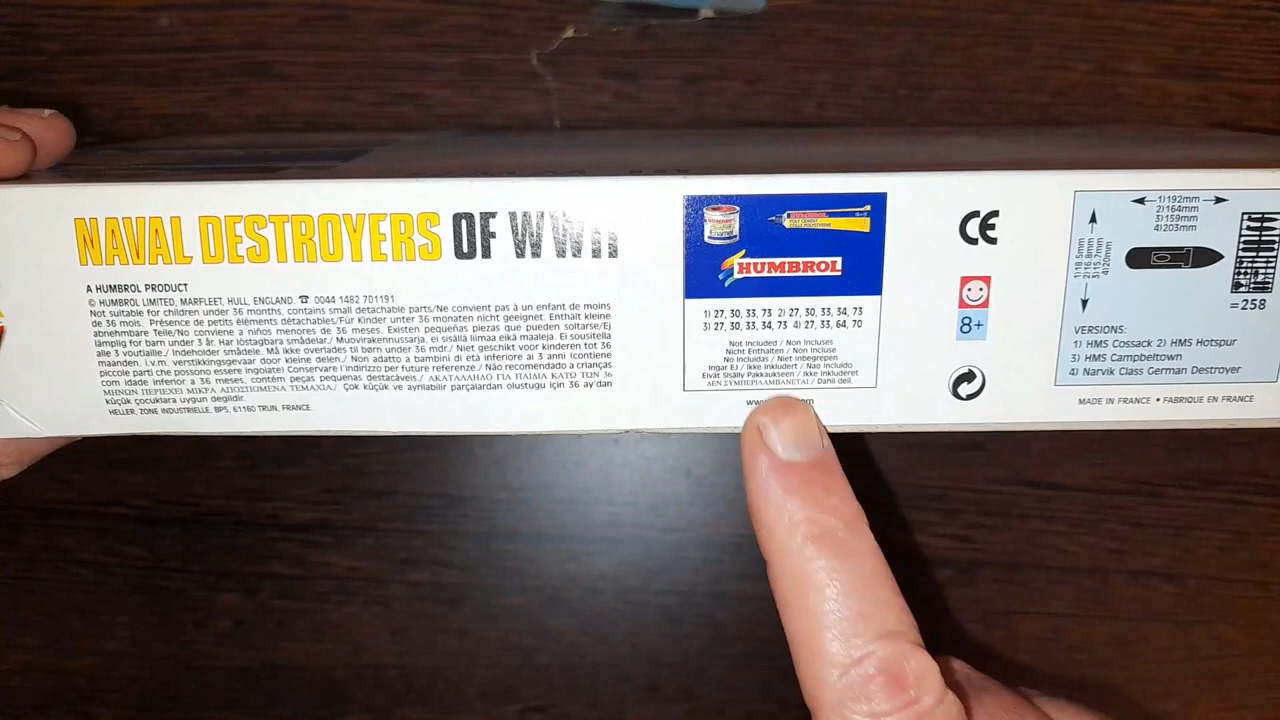 NAVAL DESTROYERS OF WWII
A HUMBROL PRODUCT
© HUMBROL LIMITED, MARFLEET, HULL, ENGLAND. ☎ 0044 1482 701191
Not suitable for children under 36 months, contains small detachable parts/Ne convient pas à un enfant de moins
de 36 mois. Présence de petits éléments détachables/Für Kinder unter 36 monaten nicht geeignet. Enthält kleine
abnehmbare Teile/No conviene a niños menores de 36 meses. Existen pequeñas piezas que pueden soltarse/Ej
lämplig for barn under 3 år. Har löstagbara smådelar./ Muovirakennussarja, ei sisällä liimaa eikä maaleja. Ei sousitella
alle 3 voutiaille./ Indeholder smådele. Må ikke overlades til børn under 36 mdr./ Niet geschikt voor kinderen tot 36
maanden. i.v.m. verstikkingsgevaar door kleine delen./ Non adatto a bambini di età inferiore ai 3 anni (contiene
piccole parti che possono essere ingoiate) Conservare l'indirizzo per future referenze./ Não recomendado a crianças
com idade inferior a 36 meses, contém peças pequenas destacáveis./ ΑΚΑΤΑΛΛΗΛΟ ΓΙΑ ΠΑΙΔΙΑ ΚΑΤΩ ΤΩΝ 36
ΜΗΝΩΝ ΠΕΡΙΕΧΕΙ ΜΙΚΡΑ ΑΠΟΣΠΩΜΕΝΑ ΤΕΜΑΧΙΑ./ Çok küçük ve ayrilabilir parçalardan olustugu için 36 ay'dan
küçük çocuklara uygun degildir.
HELLER, ZONE INDUSTRIELLE, BP5, 61160 TRUN, FRANCE.
HUMBROL
Enamel
HUMBROL
POLY CEMENT
COLLE POLYSTYRENE
HUMBROL
1) 27, 30, 33, 73 2) 27, 30, 33, 34, 73
3) 27, 30, 33, 34, 73 4) 27, 33, 64, 70
Not Included / Non Incluses
Nicht Enthalten / Non Incluse
No Incluidas / Niet Inbegrepen
Ingar EJ / Ikke Inkludert / Nao Incluido
Eivät Sisälly Pakkaukseen / Ikke Inkluderet
ΔΕΝ ΣΥΜΠΕΡΙΛΑΜΒΑΝΕΤΑΙ / Dahil deil.
CE
8+
1)192mm
2)164mm
3)159mm
4)203mm
1)18.5mm
2)16.8mm
3)15.7mm
4)20mm
=258
VERSIONS:
1) HMS Cossack 2) HMS Hotspur
3) HMS Campbeltown
4) Narvik Class German Destroyer
MADE IN FRANCE • FABRIQUE EN FRANCE